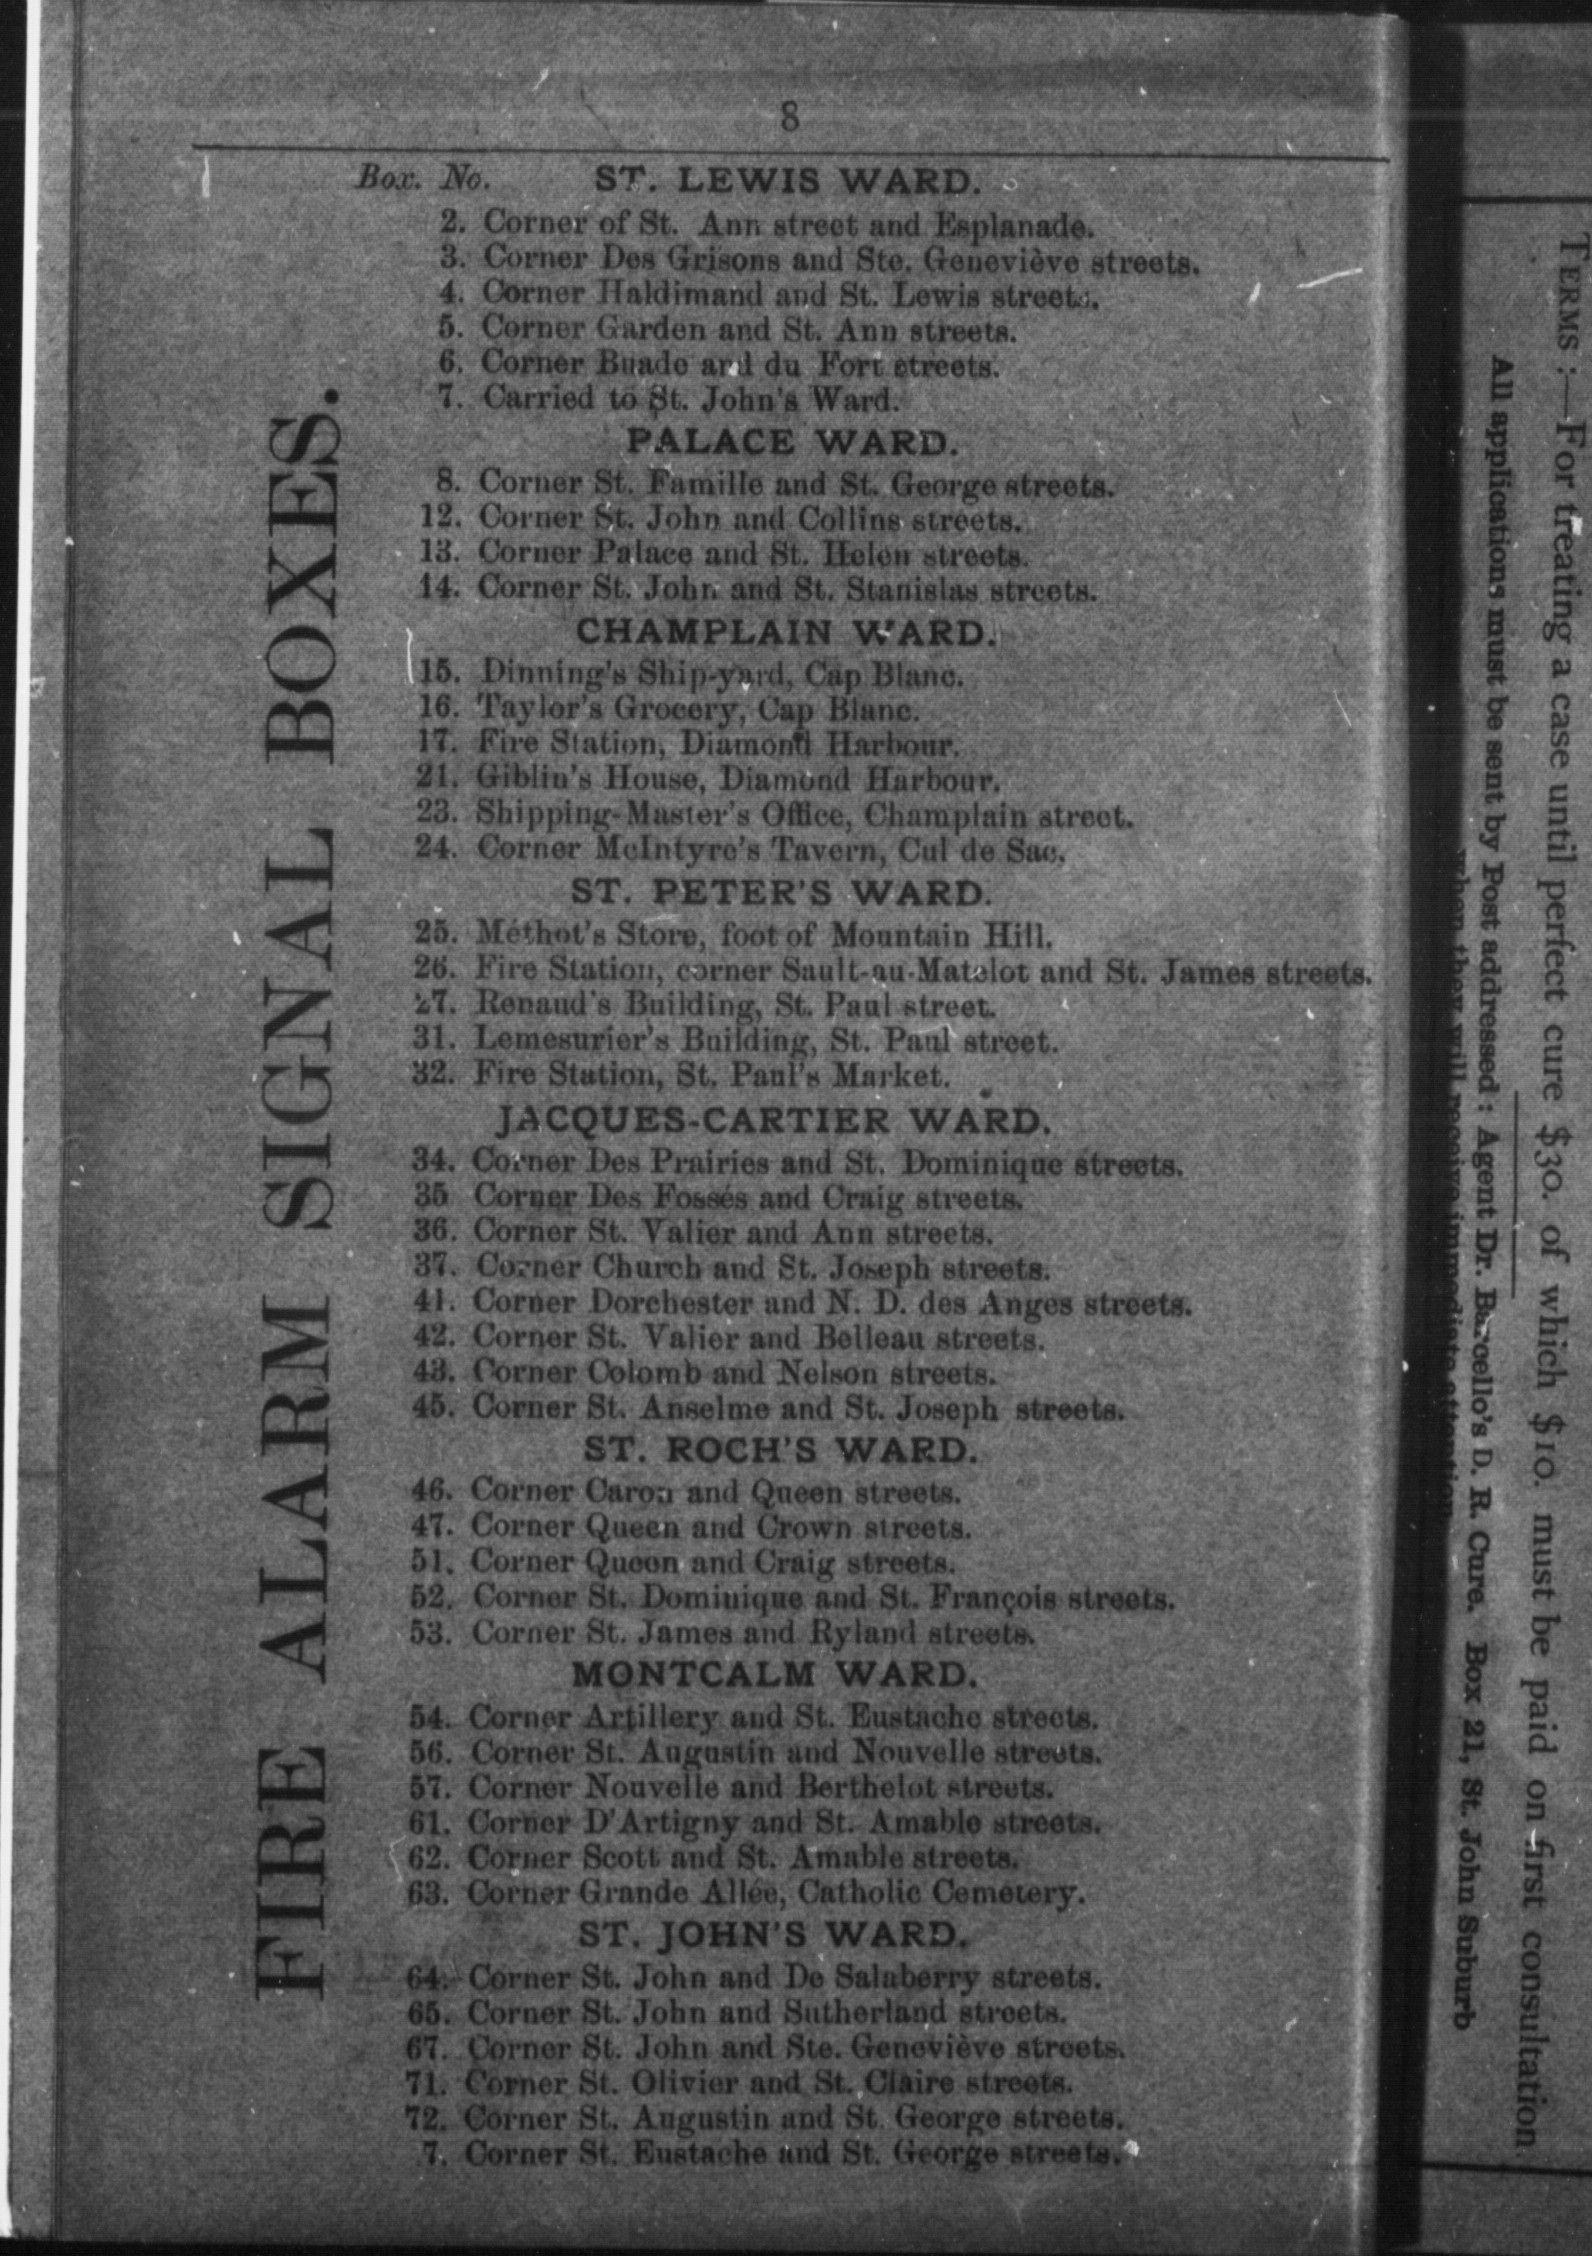 8
FIRE ALARM SIGNAL BOXES.
Box. No. ST. LEWIS WARD.
2. Corner of St. Ann street and Esplanade.
3. Corner Des Grisons and Ste. Geneviève streets.
4. Corner Haldimand and St. Lewis streets.
5. Corner Garden and St. Ann streets.
6. Corner Buade and du Fort streets.
7. Carried to St. John's Ward.
PALACE WARD.
8. Corner St. Famille and St. George streets.
12. Corner St. John and Collins streets.
13. Corner Palace and St. Helen streets.
14. Corner St. John and St. Stanislas streets.
CHAMPLAIN WARD.
15. Dinning's Ship-yard, Cap Blanc.
16. Taylor's Grocery, Cap Blanc.
17. Fire Station, Diamond Harbour.
21. Giblin's House, Diamond Harbour.
23. Shipping-Master's Office, Champlain street.
24. Corner McIntyre's Tavern, Cul de Sac.
ST. PETER'S WARD.
25. Méthot's Store, foot of Mountain Hill.
26. Fire Station, corner Sault-au-Matelot and St. James streets.
27. Renaud's Building, St. Paul street.
31. Lemesurier's Building, St. Paul street.
32. Fire Station, St. Paul's Market.
JACQUES-CARTIER WARD.
34. Corner Des Prairies and St. Dominique streets.
35 Corner Des Fossés and Craig streets.
36. Corner St. Valier and Ann streets.
37. Corner Church and St. Joseph streets.
41. Corner Dorchester and N. D. des Anges streets.
42. Corner St. Valier and Belleau streets.
43. Corner Colomb and Nelson streets.
45. Corner St. Anselme and St. Joseph streets.
ST. ROCH'S WARD.
46. Corner Caron and Queen streets.
47. Corner Queen and Crown streets.
51. Corner Queen and Craig streets.
52. Corner St. Dominique and St. François streets.
53. Corner St. James and Ryland streets.
MONTCALM WARD.
54. Corner Artillery and St. Eustache streets.
56. Corner St. Augustin and Nouvelle streets.
57. Corner Nouvelle and Berthelot streets.
61. Corner D'Artigny and St. Amable streets.
62. Corner Scott and St. Amable streets.
63. Corner Grande Allée, Catholic Cemetery.
ST. JOHN'S WARD.
64. Corner St. John and De Salaberry streets.
65. Corner St. John and Sutherland streets.
67. Corner St. John and Ste. Geneviève streets.
71. Corner St. Olivier and St. Claire streets.
72. Corner St. Augustin and St. George streets.
7. Corner St. Eustache and St. George streets.
TERMS :—For treating a case until perfect cure $30. of which $10. must be paid on first consultation
All applications must be sent by Post addressed : Agent Dr. Barcello's D. R. Cure. Box 21, St. John Suburb
when they will receive immediate attention